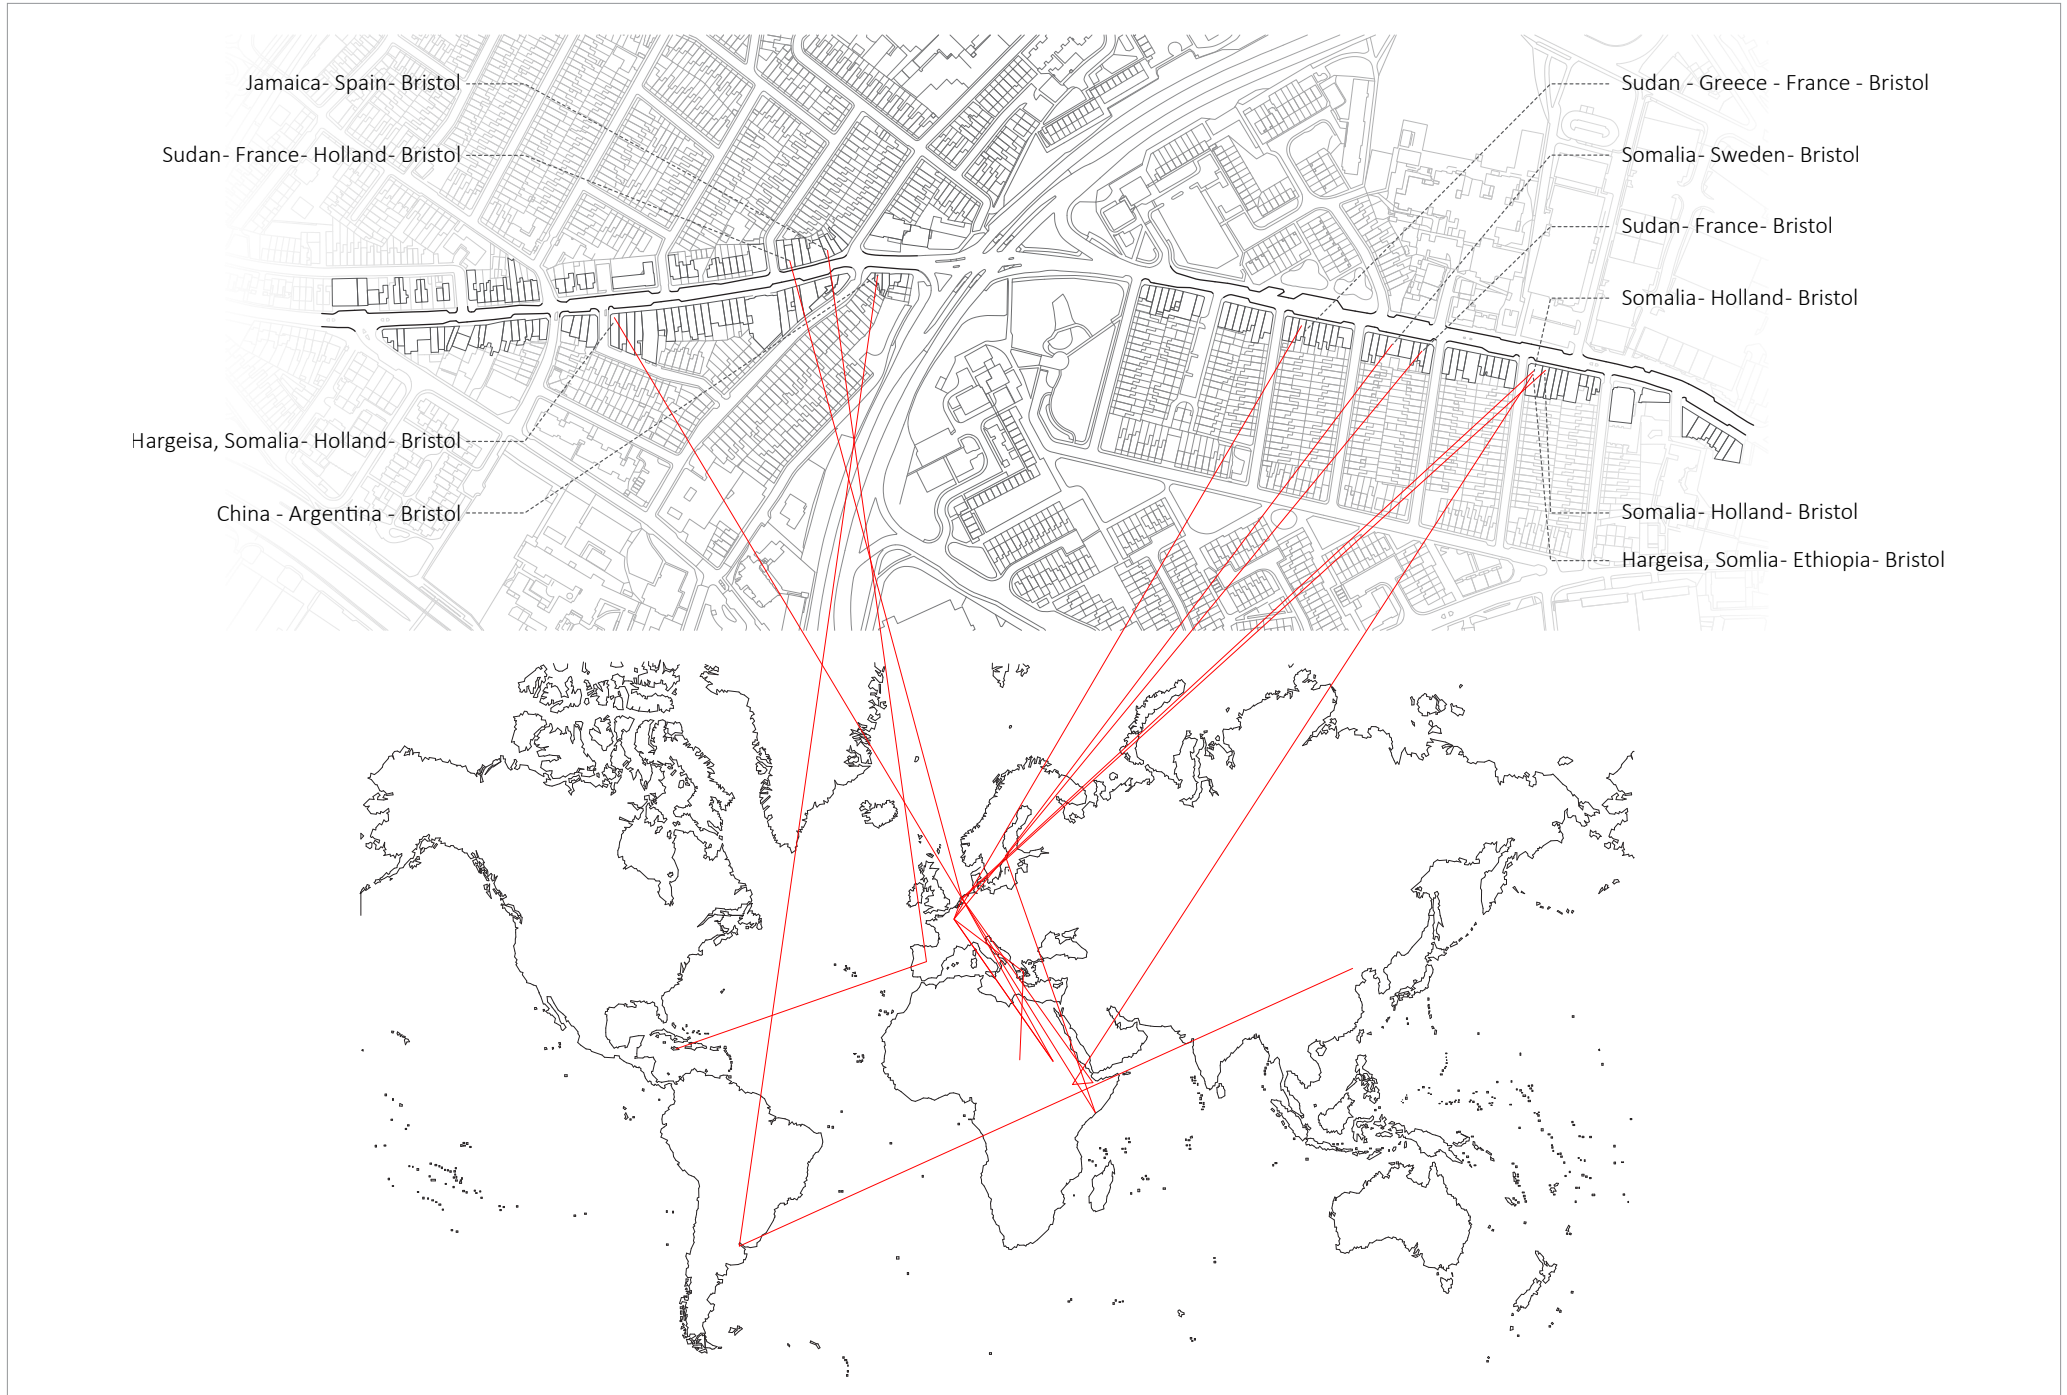 Jamaica- Spain- Bristol
Sudan- France- Holland- Bristol
Hargeisa, Somalia- Holland- Bristol
China - Argentina - Bristol
Sudan - Greece - France - Bristol
Somalia- Sweden- Bristol
Sudan- France- Bristol
Somalia- Holland- Bristol
Somalia- Holland- Bristol
Hargeisa, Somlia- Ethiopia- Bristol